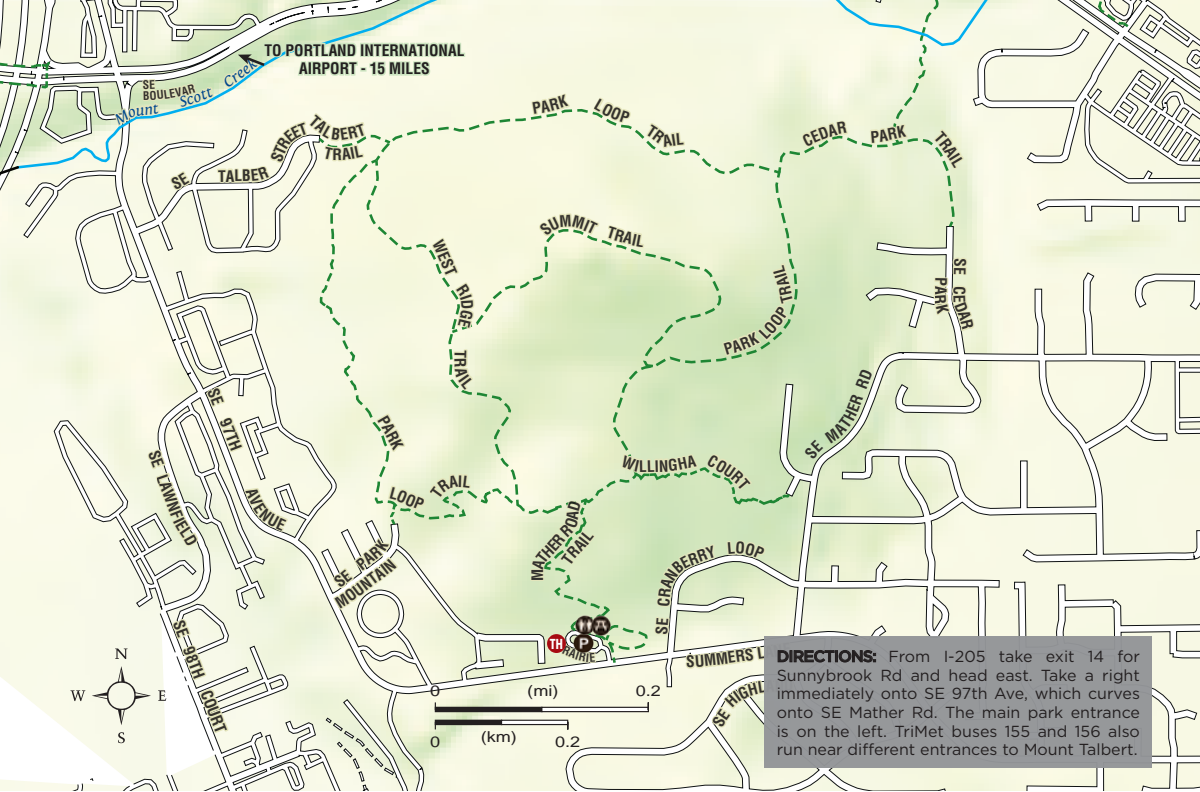 TO PORTLAND INTERNATIONAL
AIRPORT - 15 MILES
SE
BOULEVAR
Mount Scott Creek
PARK LOOP TRAIL
CEDAR PARK TRAIL
STREET
SE TALBER
TALBERT
TRAIL
SUMMIT TRAIL
WEST RIDGE TRAIL
PARK LOOP TRAIL
SE CEDAR
PARK
SE MATHER RD
SE 97TH AVENUE
SE LAWNFIELD
PARK LOOP TRAIL
WILLINGHA COURT
MATHER ROAD
TRAIL
SE PARK
MOUNTAIN
SE CRANBERRY LOOP
SE 98TH COURT
TH
P
RAIRIE
SUMMERS L
SE HIGHL
N
W E
S
0 (mi) 0.2
0 (km) 0.2
DIRECTIONS: From I-205 take exit 14 for
Sunnybrook Rd and head east. Take a right
immediately onto SE 97th Ave, which curves
onto SE Mather Rd. The main park entrance
is on the left. TriMet buses 155 and 156 also
run near different entrances to Mount Talbert.